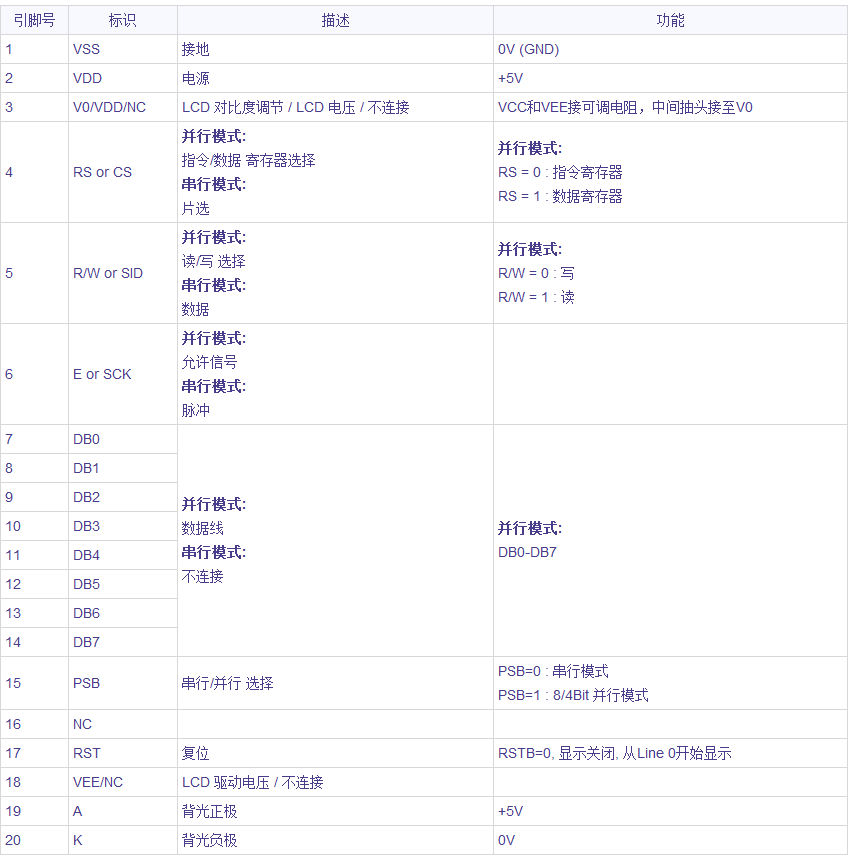 引脚号 标识 描述 功能
1 VSS 接地 0V (GND)
2 VDD 电源 +5V
3 V0/VDD/NC LCD 对比度调节 / LCD 电压 / 不连接 VCC和VEE接可调电阻，中间抽头接至V0
4 RS or CS
并行模式:
指令/数据 寄存器选择
串行模式:
片选
并行模式:
RS = 0 : 指令寄存器
RS = 1 : 数据寄存器
5 R/W or SID
并行模式:
读/写 选择
串行模式:
数据
并行模式:
R/W = 0 : 写
R/W = 1 : 读
6 E or SCK
并行模式:
允许信号
串行模式:
脉冲
7 DB0
8 DB1
9 DB2
10 DB3
11 DB4
12 DB5
13 DB6
14 DB7
并行模式:
数据线
串行模式:
不连接
并行模式:
DB0-DB7
15 PSB 串行/并行 选择
PSB=0 : 串行模式
PSB=1 : 8/4Bit 并行模式
16 NC
17 RST 复位 RSTB=0, 显示关闭, 从Line 0开始显示
18 VEE/NC LCD 驱动电压 / 不连接
19 A 背光正极 +5V
20 K 背光负极 0V